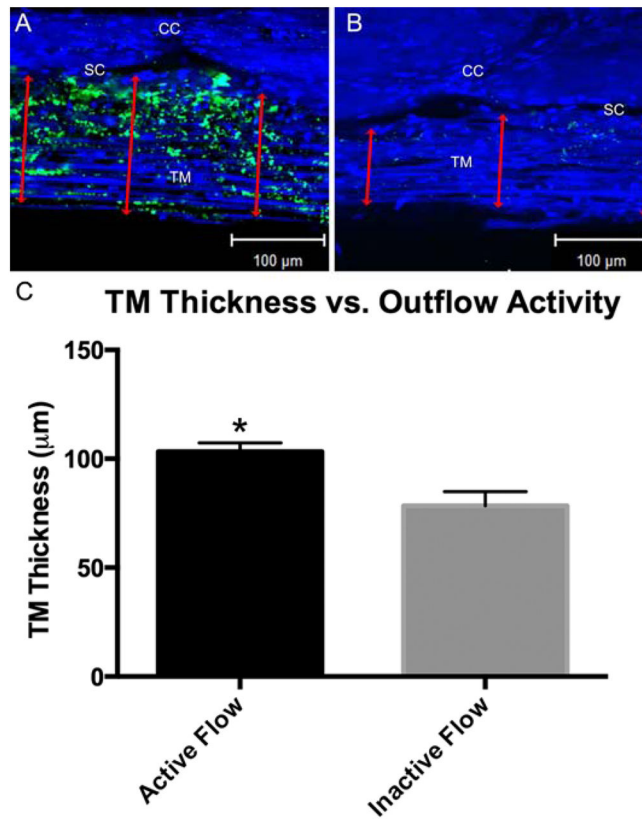 A
CC
SC
TM
100 µm
B
CC
SC
TM
100 µm
C
TM Thickness vs. Outflow Activity
TM Thickness (µm)
150
100
50
0
*
Active Flow
Inactive Flow